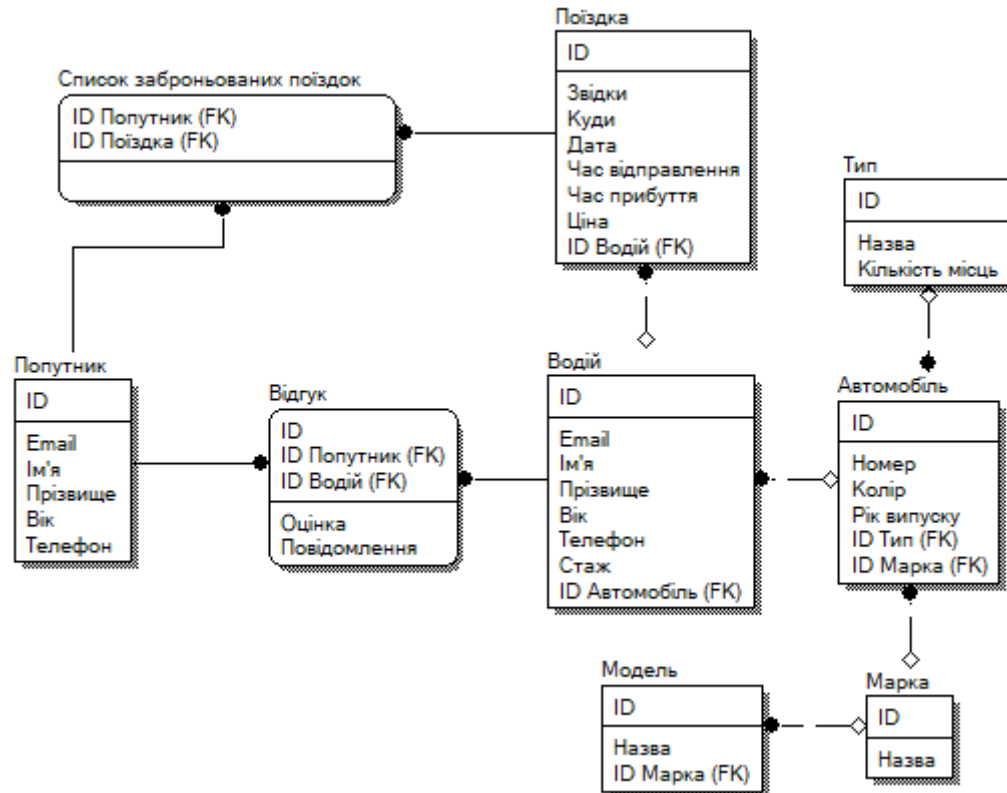 Поїздка
ID
Звідки
Куди
Дата
Час відправлення
Час прибуття
Ціна
ID Водій (FK)
Список заброньованих поїздок
ID Попутник (FK)
ID Поїздка (FK)
Тип
ID
Назва
Кількість місць
Попутник
ID
Email
Ім'я
Прізвище
Вік
Телефон
Відгук
ID
ID Попутник (FK)
ID Водій (FK)
Оцінка
Повідомлення
Водій
ID
Email
Ім'я
Прізвище
Вік
Телефон
Стаж
ID Автомобіль (FK)
Автомобіль
ID
Номер
Колір
Рік випуску
ID Тип (FK)
ID Марка (FK)
Модель
ID
Назва
ID Марка (FK)
Марка
ID
Назва